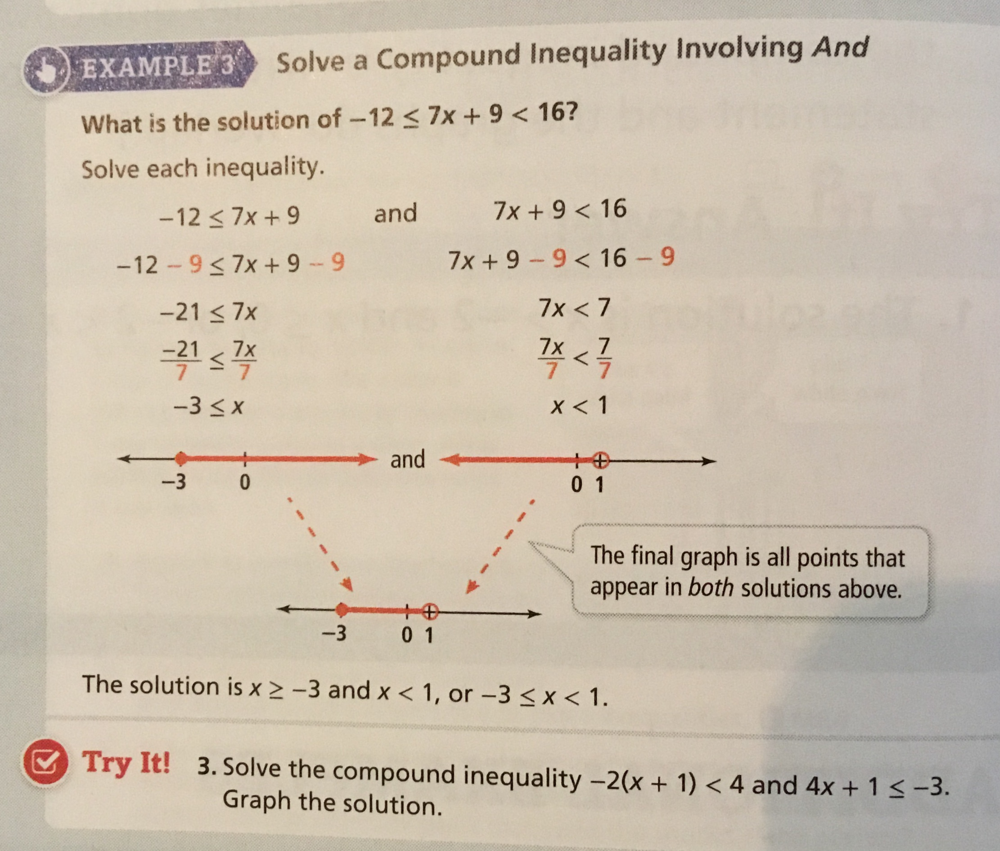 EXAMPLE 3 Solve a Compound Inequality Involving And
What is the solution of −12 ≤ 7x + 9 < 16?
Solve each inequality.
−12 ≤ 7x + 9 and 7x + 9 < 16
−12 − 9 ≤ 7x + 9 − 9 7x + 9 − 9 < 16 − 9
−21 ≤ 7x 7x < 7
−21/7 ≤ 7x/7 7x/7 < 7/7
−3 ≤ x x < 1
and
−3 0 0 1
The final graph is all points that
appear in both solutions above.
−3 0 1
The solution is x ≥ −3 and x < 1, or −3 ≤ x < 1.
Try It! 3. Solve the compound inequality −2(x + 1) < 4 and 4x + 1 ≤ −3.
Graph the solution.